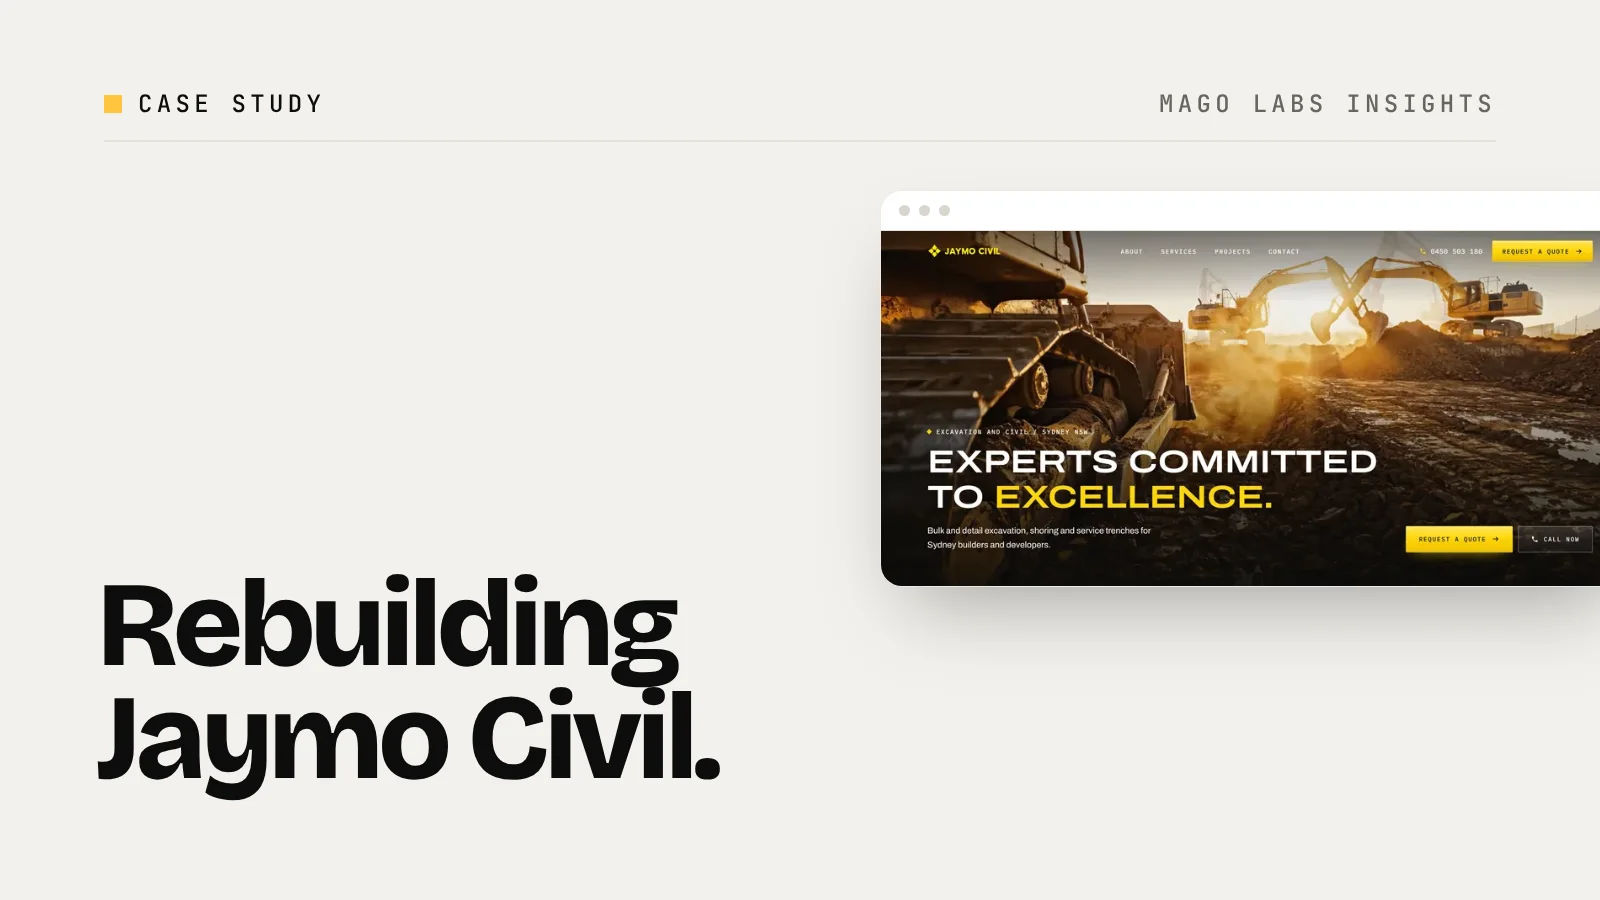 CASE STUDY
MAGO LABS INSIGHTS
JAYMO CIVIL
ABOUT SERVICES PROJECTS CONTACT
0450 503 180
REQUEST A QUOTE →
EXCAVATION AND CIVIL / SYDNEY NSW
EXPERTS COMMITTED
TO EXCELLENCE.
Bulk and detail excavation, shoring and service trenches for
Sydney builders and developers.
REQUEST A QUOTE →
CALL NOW
Rebuilding
Jaymo Civil.